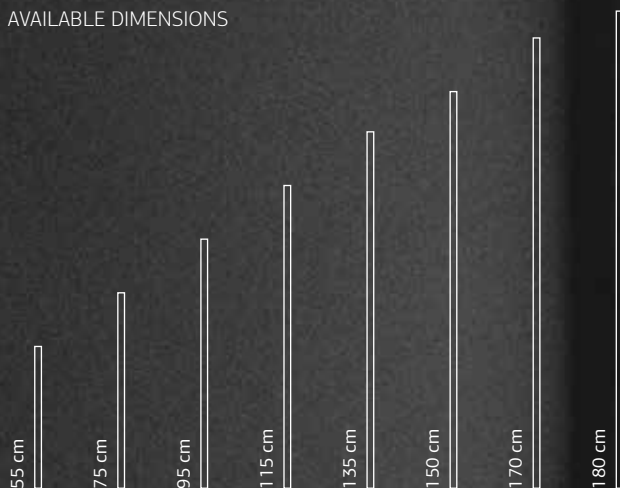 AVAILABLE DIMENSIONS
55 cm
75 cm
95 cm
115 cm
135 cm
150 cm
170 cm
180 cm